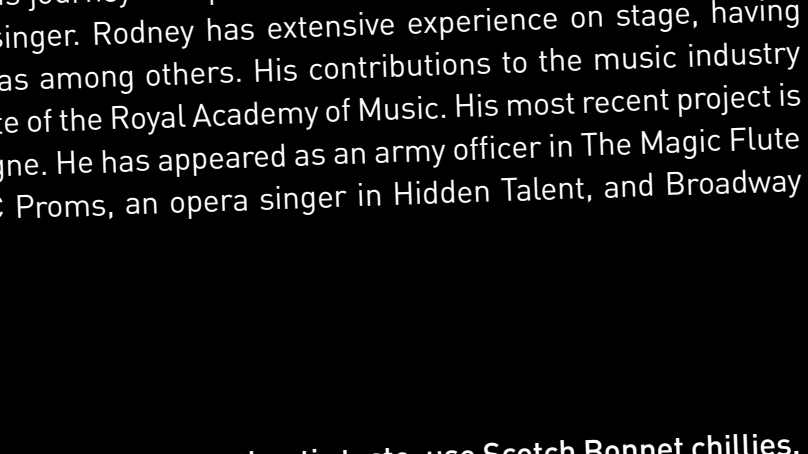 journey
singer. Rodney has extensive experience on stage, having
as among others. His contributions to the music industry
of the Royal Academy of Music. His most recent project is
He has appeared as an army officer in The Magic Flute
Proms, an opera singer in Hidden Talent, and Broadway
use Scotch Bonnet chillies.